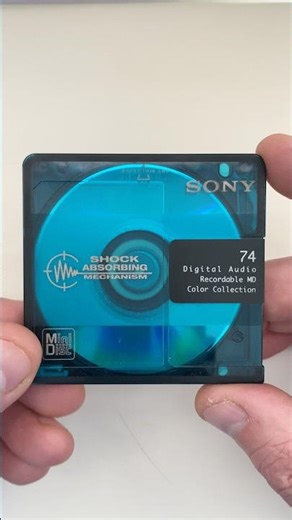 SONY
SHOCK
ABSORBING
MECHANISM
74
Digital Audio
Recordable MD
Color Collection
Mini
Disc